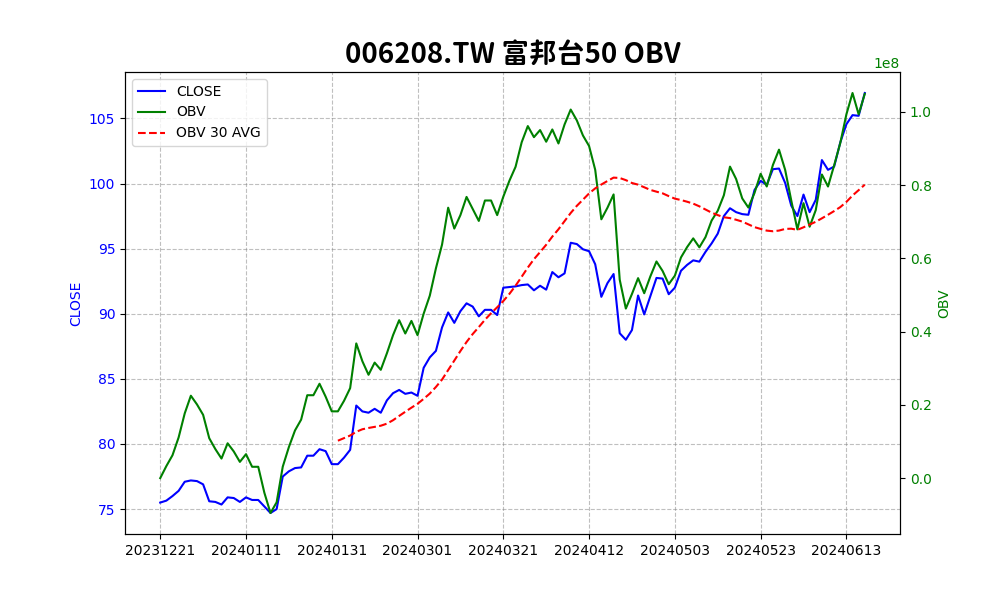 006208.TW 富邦台50 OBV
1e8
CLOSE
OBV
OBV 30 AVG
105
100
95
90
85
80
75
CLOSE
1.0
0.8
0.6
0.4
0.2
0.0
OBV
20231221 20240111 20240131 20240301 20240321 20240412 20240503 20240523 20240613